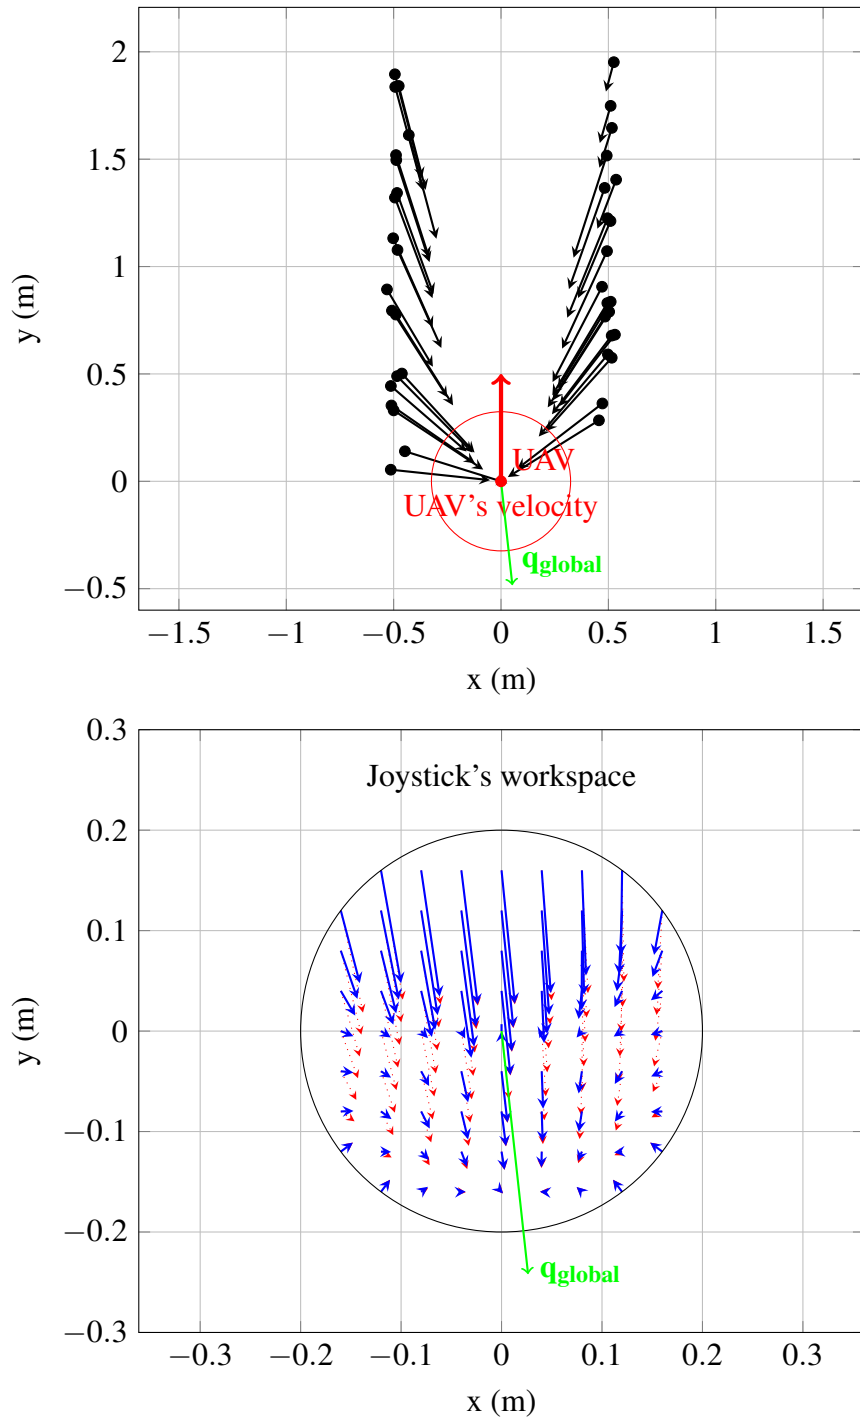 2
1.5
1
0.5
0
−0.5
y (m)
UAV
UAV's velocity
q_global
−1.5 −1 −0.5 0 0.5 1 1.5
x (m)
0.3
0.2
0.1
0
−0.1
−0.2
−0.3
y (m)
Joystick's workspace
q_global
−0.3 −0.2 −0.1 0 0.1 0.2 0.3
x (m)